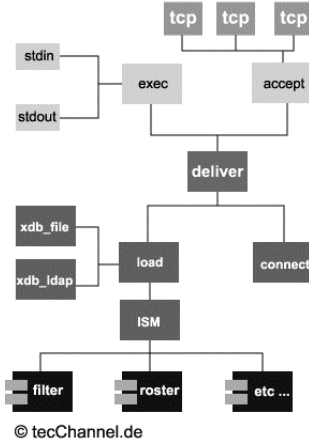 tcp tcp tcp
stdin
exec accept
stdout
deliver
xdb_file
load connect
xdb_ldap
ISM
filter roster etc ...
© tecChannel.de